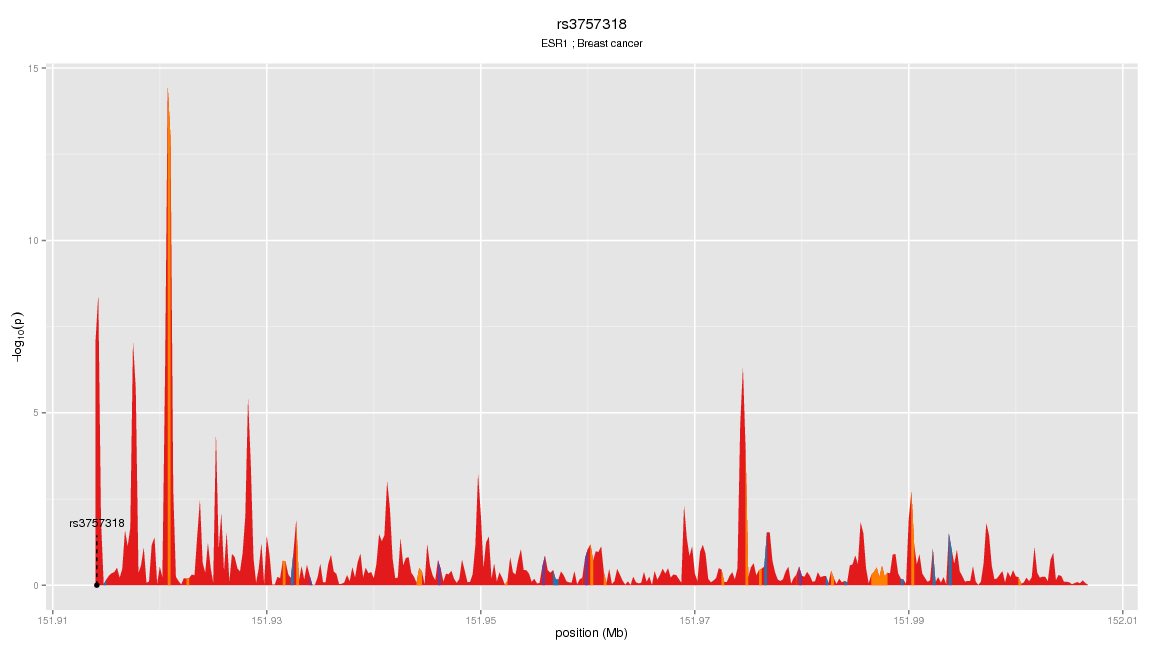 rs3757318
ESR1 ; Breast cancer
15
10
5
0
−log10(p)
rs3757318
151.91
151.93
151.95
151.97
151.99
152.01
position (Mb)